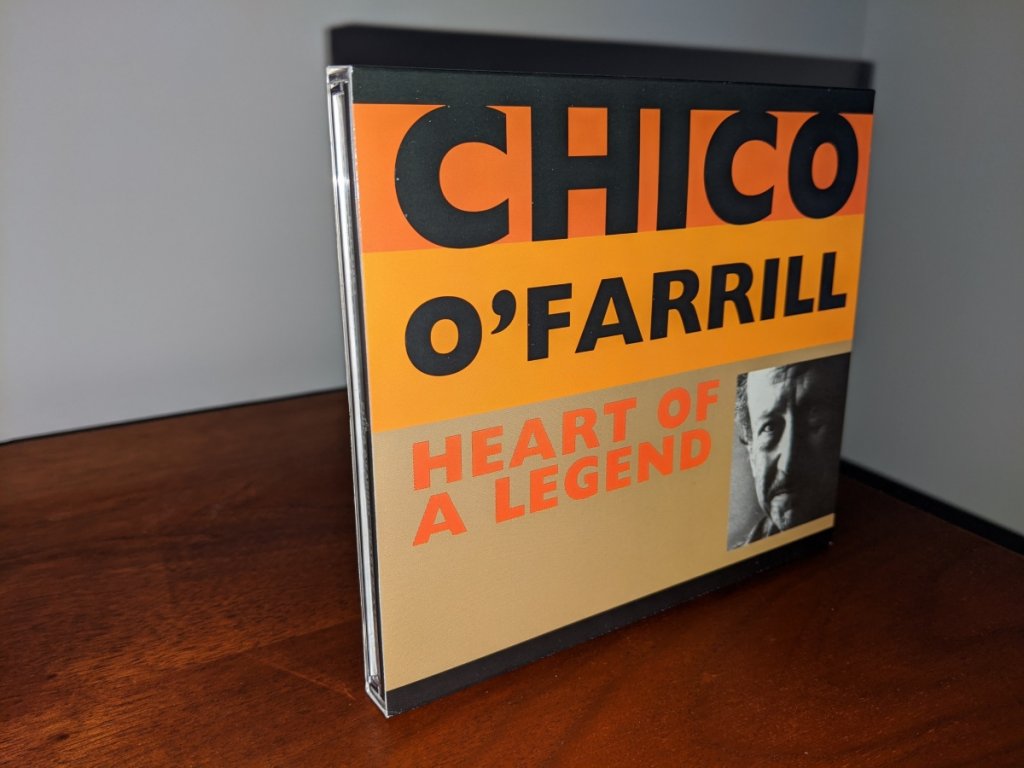 CHICO
O’FARRILL
HEART OF
A LEGEND